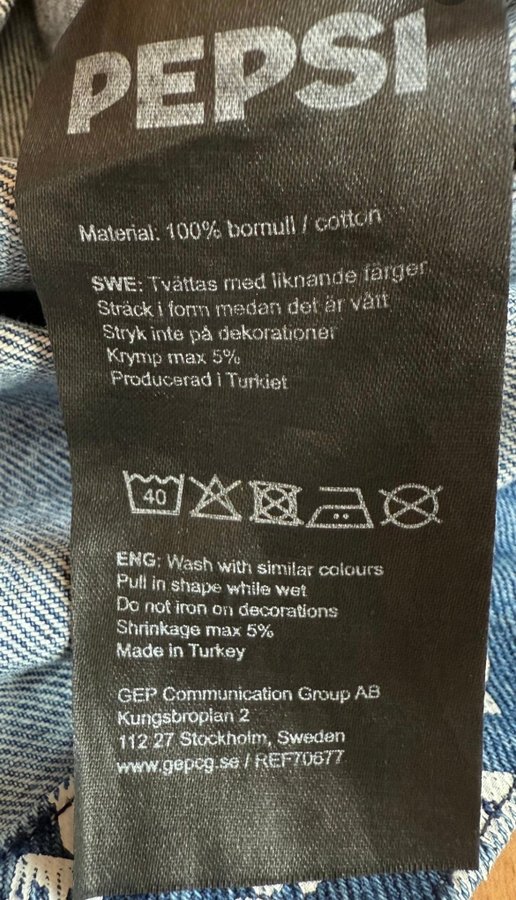 PEPSI
Material: 100% bomull / cotton
SWE: Tvättas med liknande färger
Sträck i form medan det är vått
Stryk inte på dekorationer
Krymp max 5%
Producerad i Turkiet
40
ENG: Wash with similar colours
Pull in shape while wet
Do not iron on decorations
Shrinkage max 5%
Made in Turkey
GEP Communication Group AB
Kungsbroplan 2
112 27 Stockholm, Sweden
www.gepcg.se / REF70677